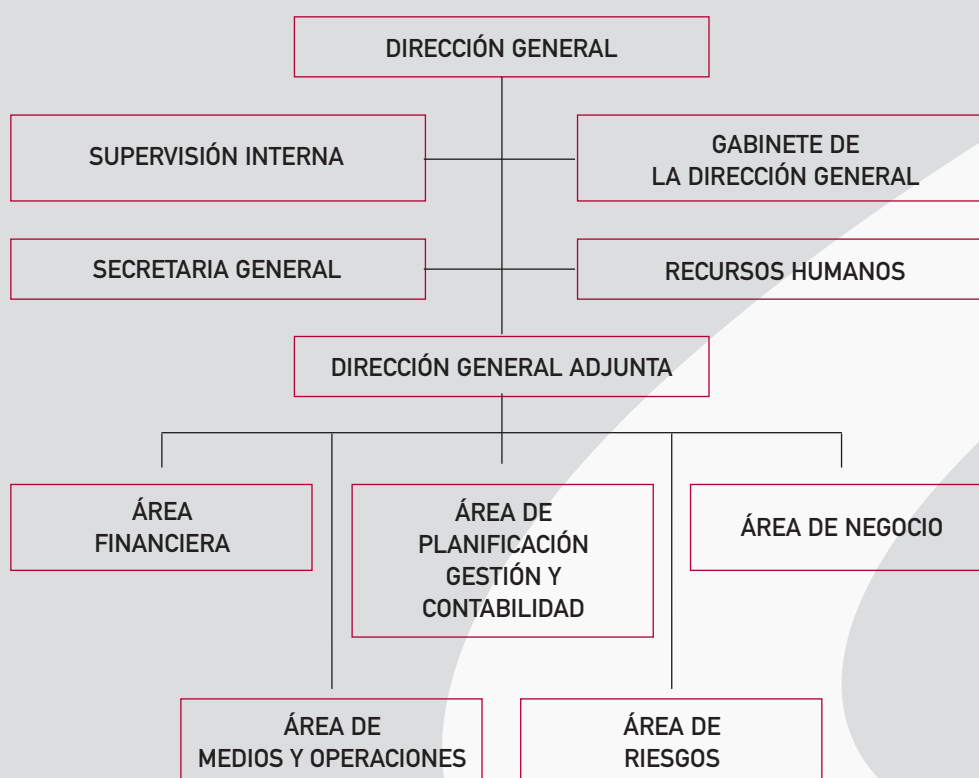 DIRECCIÓN GENERAL
SUPERVISIÓN INTERNA
GABINETE DE
LA DIRECCIÓN GENERAL
SECRETARIA GENERAL
RECURSOS HUMANOS
DIRECCIÓN GENERAL ADJUNTA
ÁREA
FINANCIERA
ÁREA DE
PLANIFICACIÓN
GESTIÓN Y
CONTABILIDAD
ÁREA DE NEGOCIO
ÁREA DE
MEDIOS Y OPERACIONES
ÁREA DE
RIESGOS